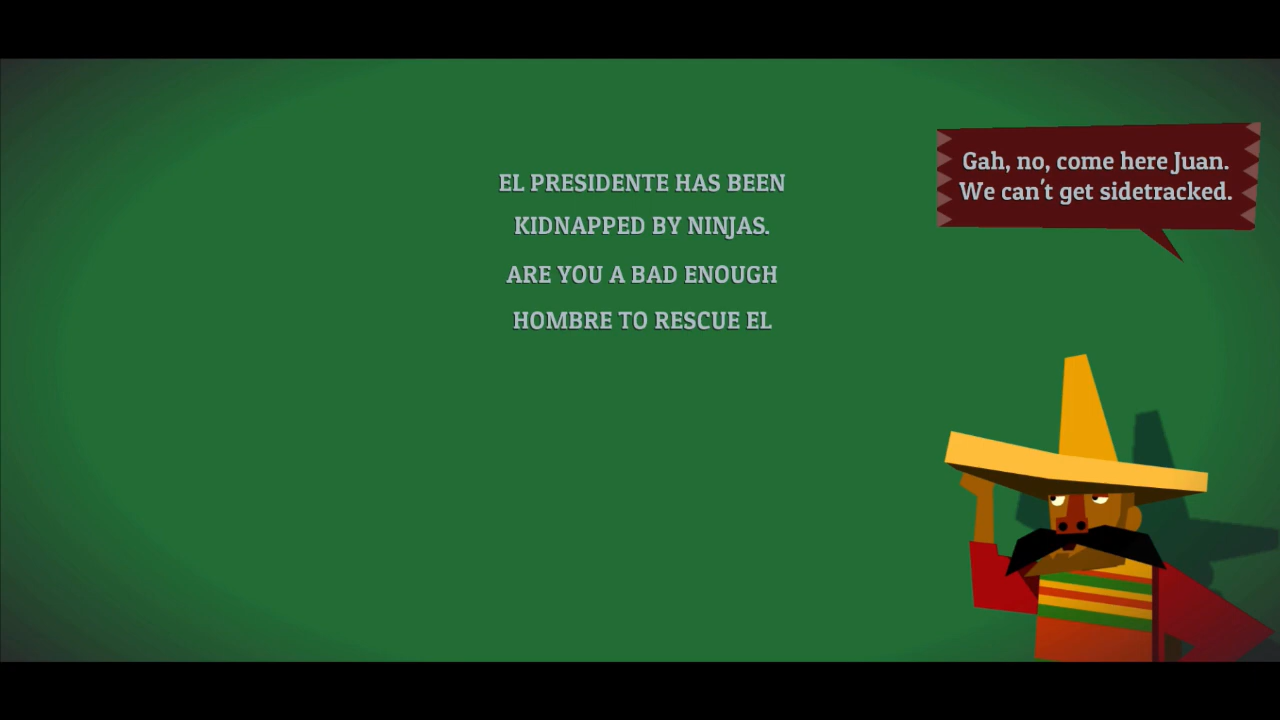 EL PRESIDENTE HAS BEEN
KIDNAPPED BY NINJAS.
ARE YOU A BAD ENOUGH
HOMBRE TO RESCUE EL
Gah, no, come here Juan.
We can't get sidetracked.